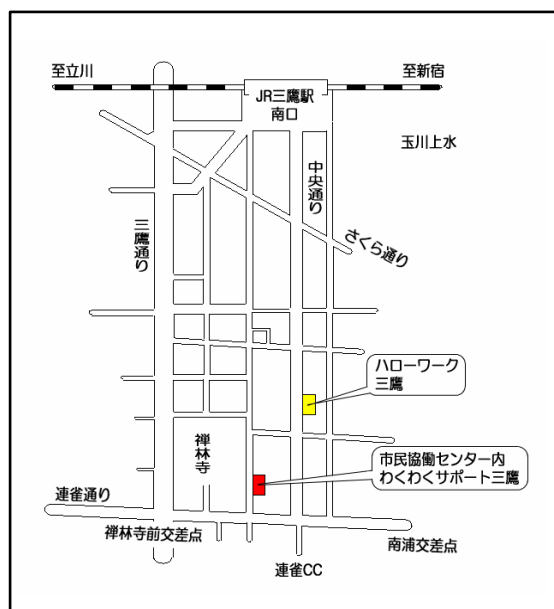 至立川
至新宿
JR三鷹駅
南口
玉川上水
中央通り
三鷹通り
さくら通り
ハローワーク
三鷹
禅林寺
市民協働センター内
わくわくサポート三鷹
連雀通り
禅林寺前交差点
南浦交差点
連雀CC